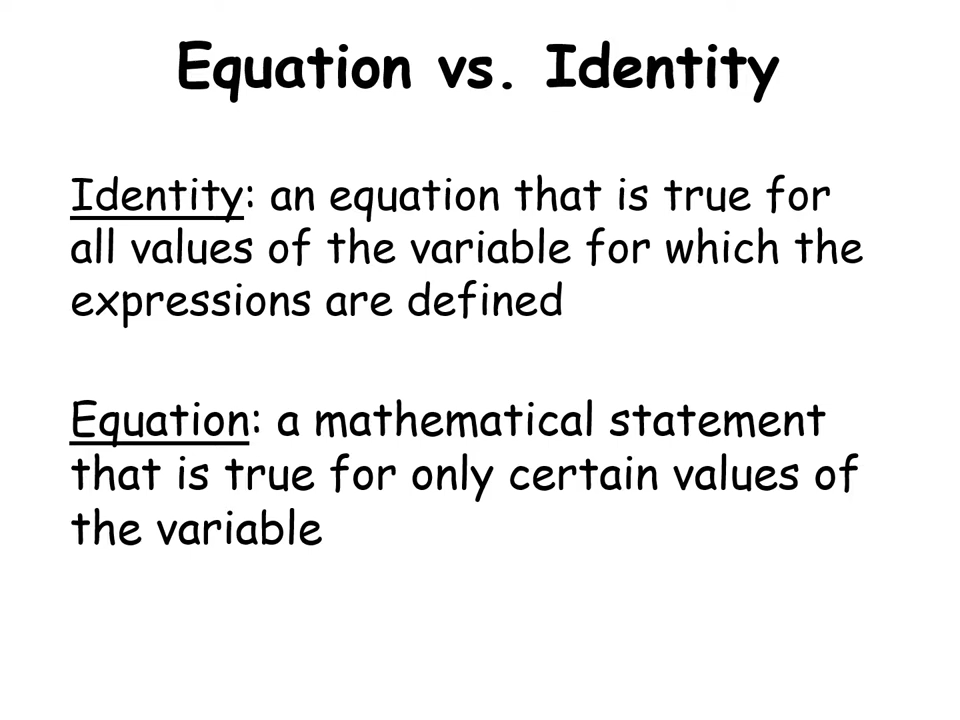 Equation vs. Identity
Identity: an equation that is true for
all values of the variable for which the
expressions are defined
Equation: a mathematical statement
that is true for only certain values of
the variable